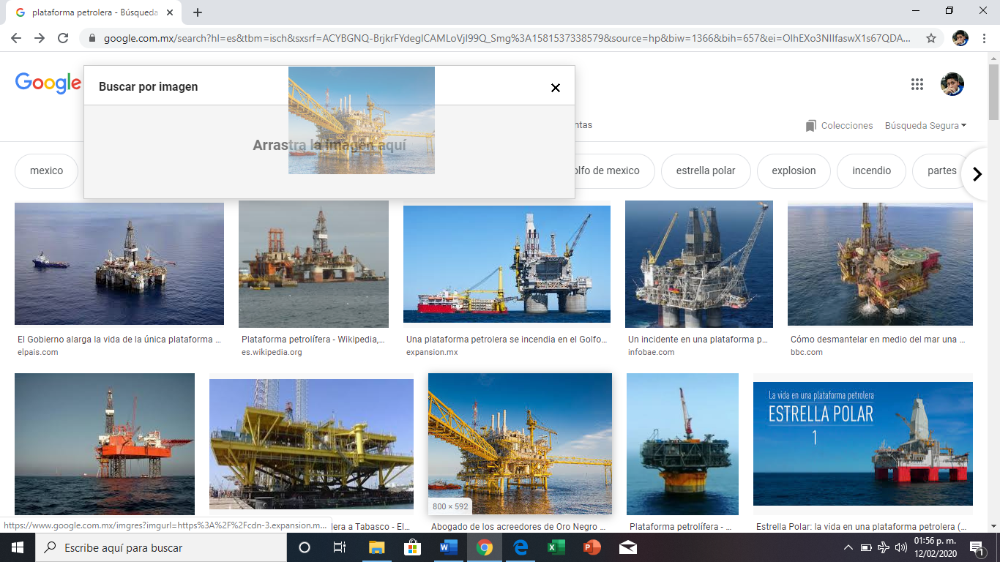 plataforma petrolera - Búsqueda
google.com.mx/search?hl=es&tbm=isch&sxsrf=ACYBGNQ-BrjkrFYdeglCAMLoVjI99Q_Smg%3A1581537338579&source=hp&biw=1366&bih=657&ei=OlhEXo3NIIfaswX1s67QDA...
Google
Buscar por imagen
Arrastra la imagen aquí
ntas
Colecciones
Búsqueda Segura
mexico
olfo de mexico
estrella polar
explosion
incendio
partes
El Gobierno alarga la vida de la única plataforma ...
elpais.com
Plataforma petrolífera - Wikipedia,...
es.wikipedia.org
Una plataforma petrolera se incendia en el Golfo...
expansion.mx
Un incidente en una plataforma p...
infobae.com
Cómo desmantelar en medio del mar una ...
bbc.com
La vida en una plataforma petrolera
ESTRELLA POLAR
1
800 × 592
https://www.google.com.mx/imgres?imgurl=https%3A%2F%2Fcdn-3.expansion.m...
lera a Tabasco - El...
Abogado de los acreedores de Oro Negro ...
Plataforma petrolífera - ...
Estrella Polar: la vida en una plataforma petrolera (...
Escribe aquí para buscar
01:56 p. m.
12/02/2020
1